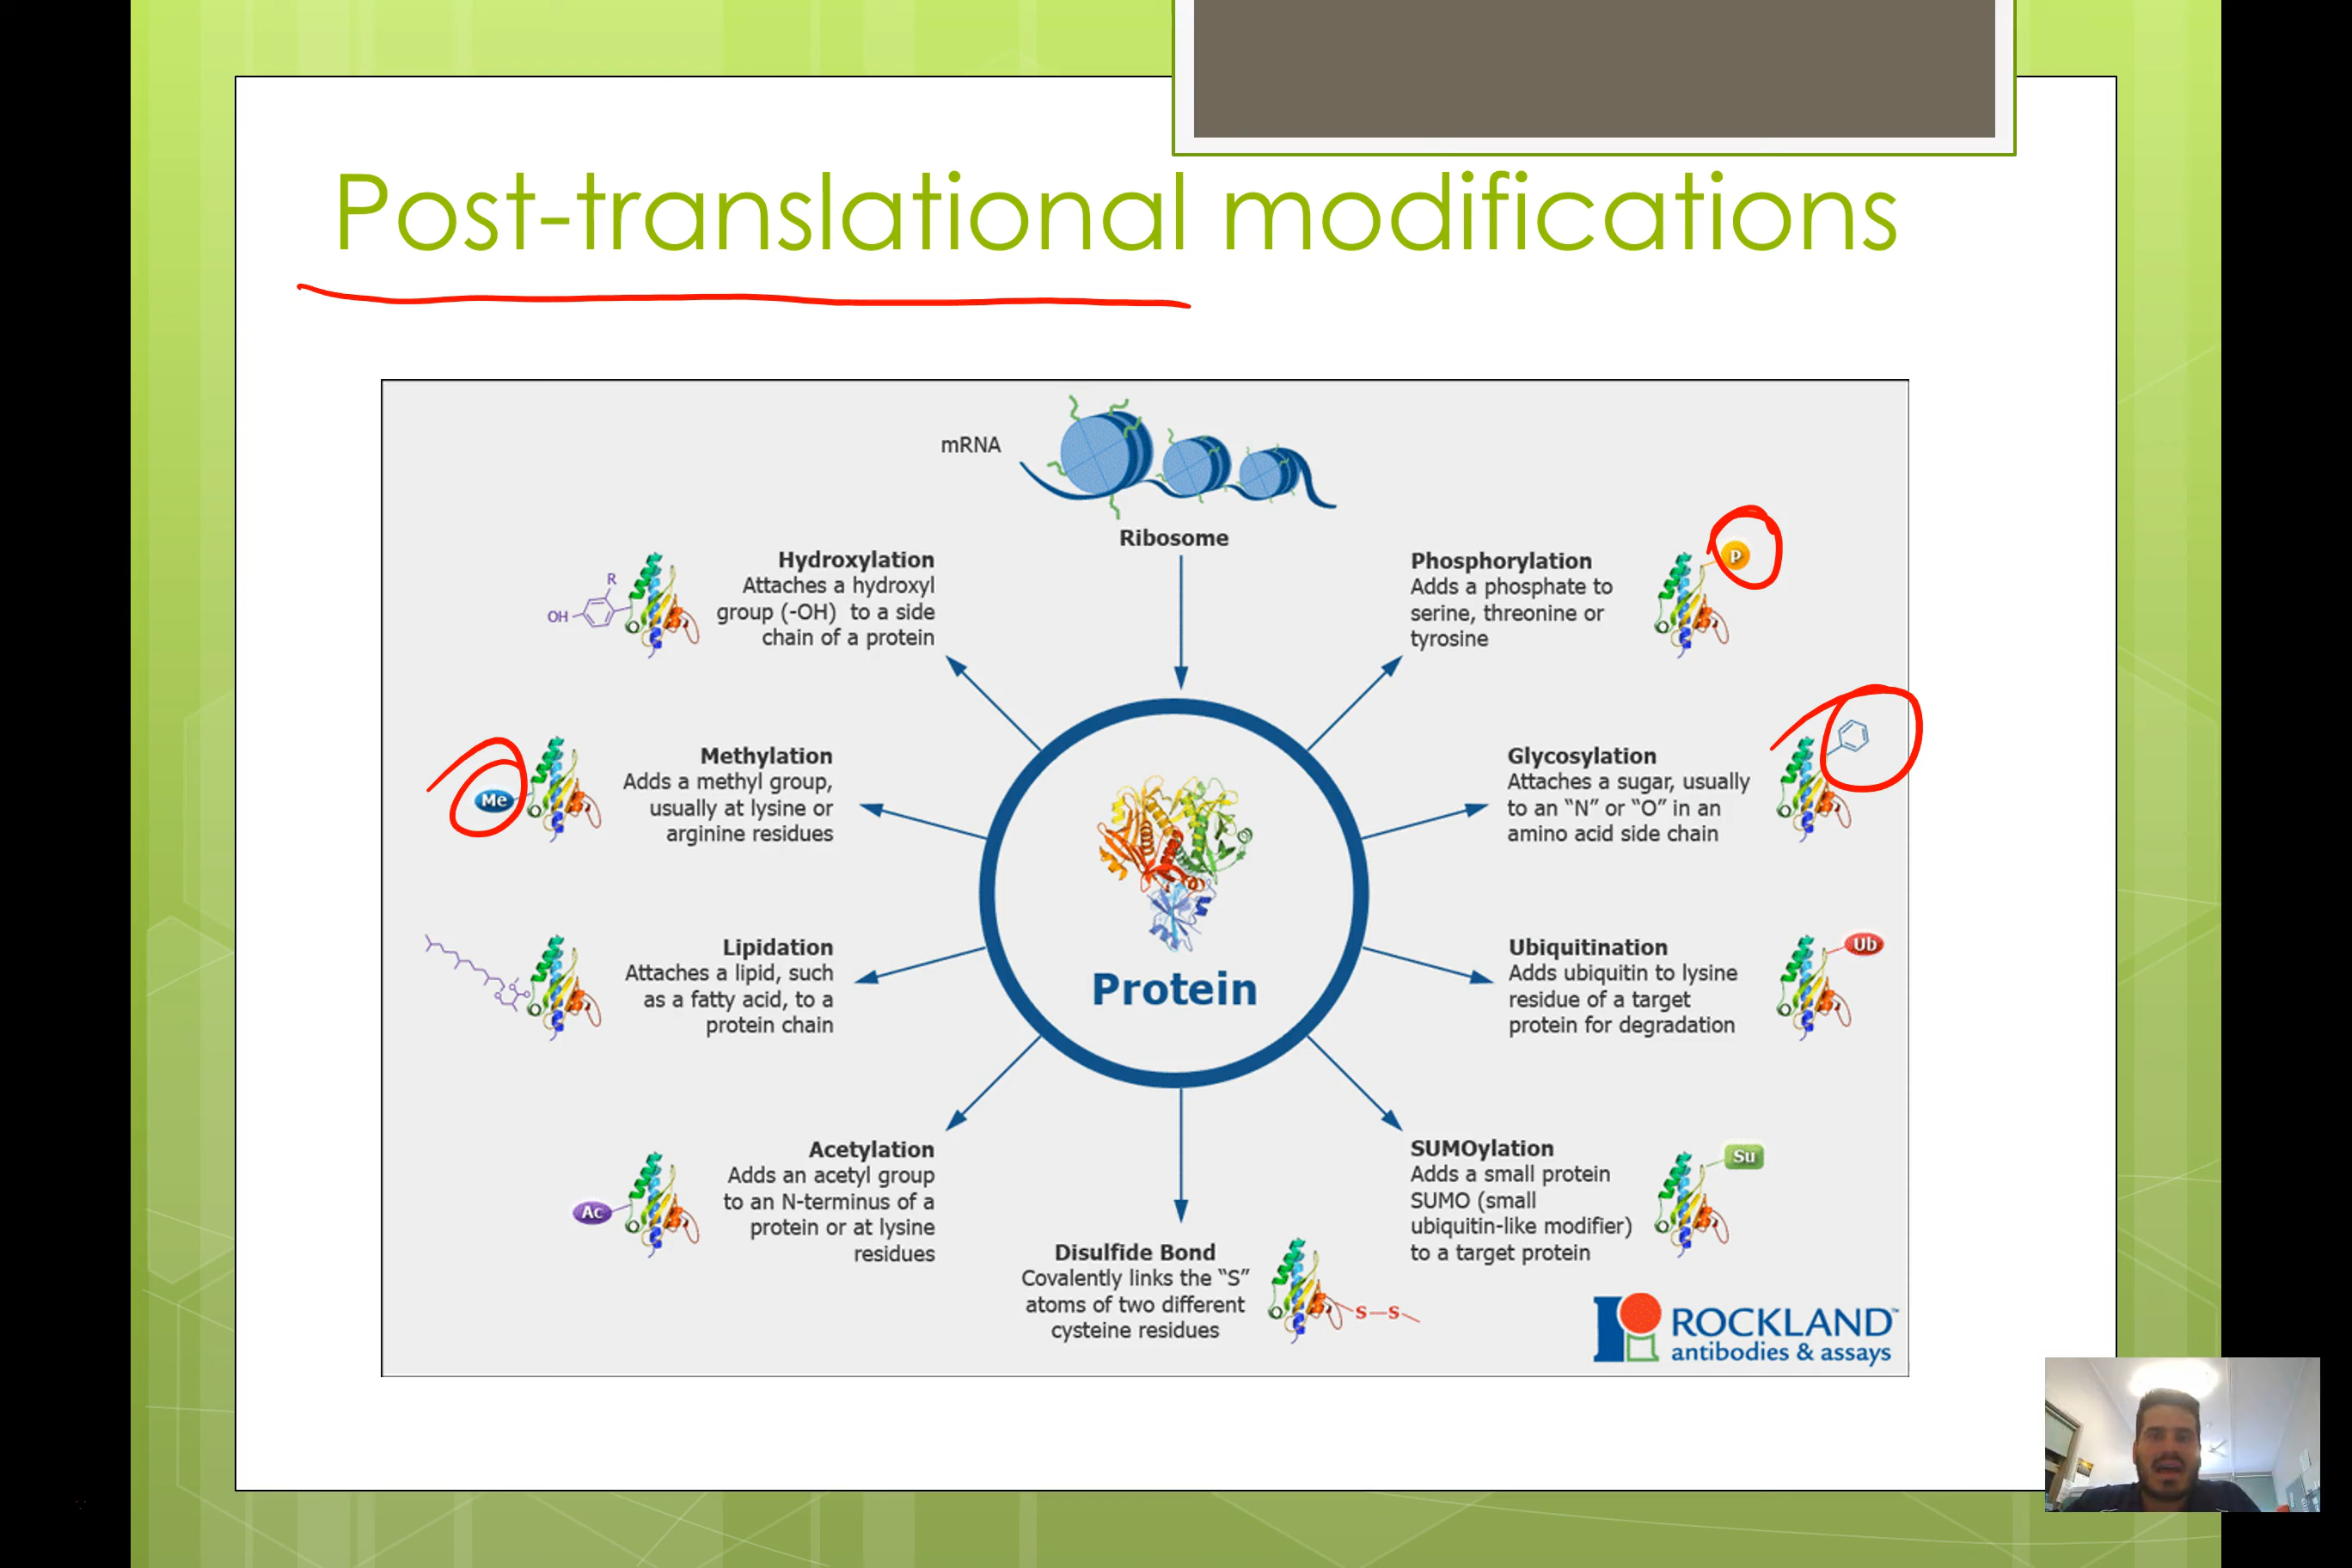 Post-translational modifications
mRNA
Ribosome
Hydroxylation
Attaches a hydroxyl
group (-OH) to a side
chain of a protein
R
OH
Phosphorylation
Adds a phosphate to
serine, threonine or
tyrosine
P
Methylation
Adds a methyl group,
usually at lysine or
arginine residues
Me
Glycosylation
Attaches a sugar, usually
to an “N” or “O” in an
amino acid side chain
Protein
Lipidation
Attaches a lipid, such
as a fatty acid, to a
protein chain
Ubiquitination
Adds ubiquitin to lysine
residue of a target
protein for degradation
Ub
Acetylation
Adds an acetyl group
to an N-terminus of a
protein or at lysine
residues
Ac
Disulfide Bond
Covalently links the “S”
atoms of two different
cysteine residues
S—S
SUMOylation
Adds a small protein
SUMO (small
ubiquitin-like modifier)
to a target protein
Su
ROCKLAND™
antibodies & assays